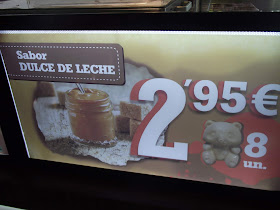 Sabor
DULCE DE LECHE
2'95€
8
un.